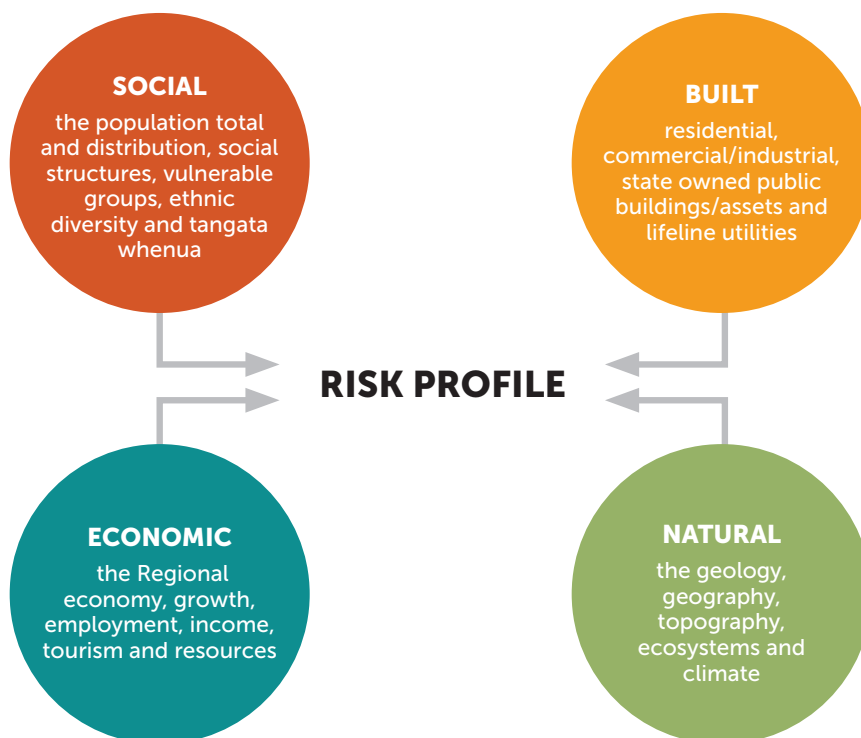 SOCIAL
the population total
and distribution, social
structures, vulnerable
groups, ethnic
diversity and tangata
whenua
BUILT
residential,
commercial/industrial,
state owned public
buildings/assets and
lifeline utilities
RISK PROFILE
ECONOMIC
the Regional
economy, growth,
employment, income,
tourism and resources
NATURAL
the geology,
geography,
topography,
ecosystems and
climate